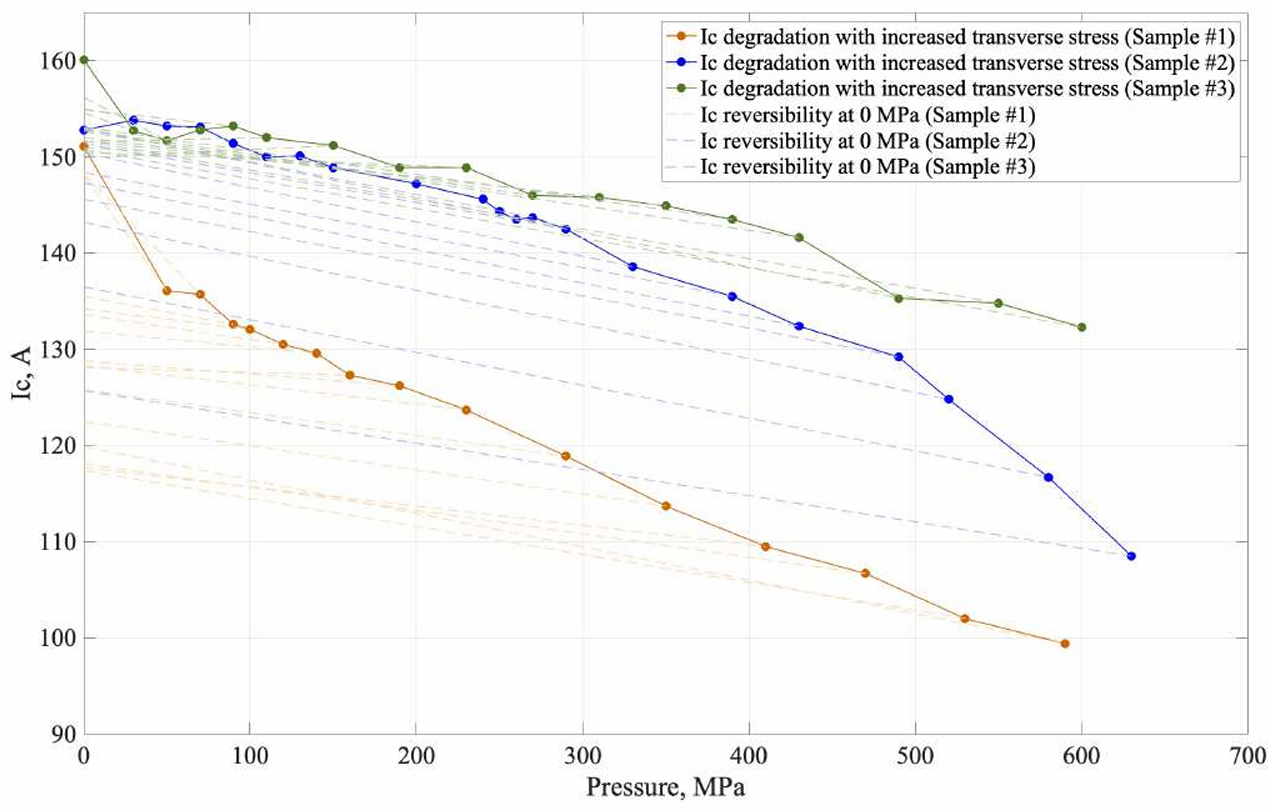 Ic degradation with increased transverse stress (Sample #1)
Ic degradation with increased transverse stress (Sample #2)
Ic degradation with increased transverse stress (Sample #3)
Ic reversibility at 0 MPa (Sample #1)
Ic reversibility at 0 MPa (Sample #2)
Ic reversibility at 0 MPa (Sample #3)
160
150
140
130
120
110
100
90
Ic, A
0 100 200 300 400 500 600 700
Pressure, MPa